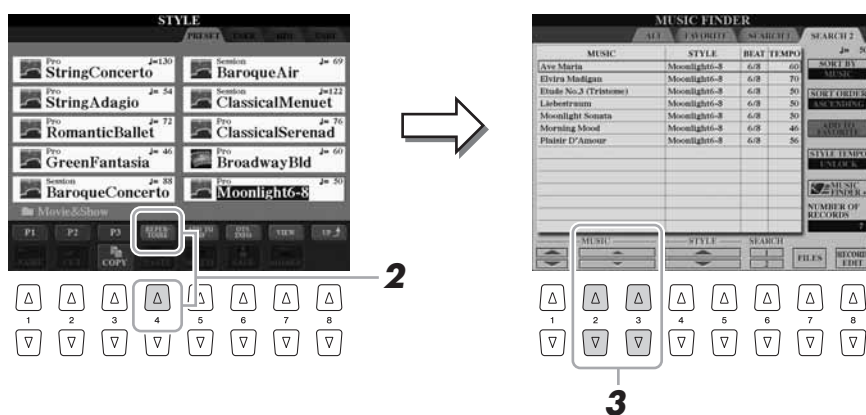 STYLE
PRESET USER
Pro ♩=130 StringConcerto
Session ♩= 69 BaroqueAir
Pro ♩= 54 StringAdagio
Session ♩=122 ClassicalMenuet
Pro ♩= 72 RomanticBallet
Pro ♩= 76 ClassicalSerenad
Pro ♩= 46 GreenFantasia
Pro ♩= 60 BroadwayBld
Session ♩= 88 BaroqueConcerto
Pro ♩= 50 Moonlight6-8
Movie&Show
P1 P2 P3 REPERTOIRE OTS INFO VIEW UP
COPY
1 2 3 4 5 6 7 8
2
MUSIC FINDER
ALL FAVORITE SEARCH 1 SEARCH 2
MUSIC STYLE BEAT TEMPO
Ave Maria Moonlight6-8 6/8 60
Elvira Madigan Moonlight6-8 6/8 70
Etude No.3 (Tristesse) Moonlight6-8 6/8 50
Liebestraum Moonlight6-8 6/8 50
Moonlight Sonata Moonlight6-8 6/8 50
Morning Mood Moonlight6-8 6/8 46
Plaisir D'Amour Moonlight6-8 6/8 56
SORT BY
MUSIC
SORT ORDER
ASCENDING
ADD TO FAVORITE
STYLE TEMPO
UNLOCK
MUSIC FINDER
NUMBER OF RECORDS
7
MUSIC STYLE SEARCH
1
2
FILES RECORD EDIT
1 2 3 4 5 6 7 8
3